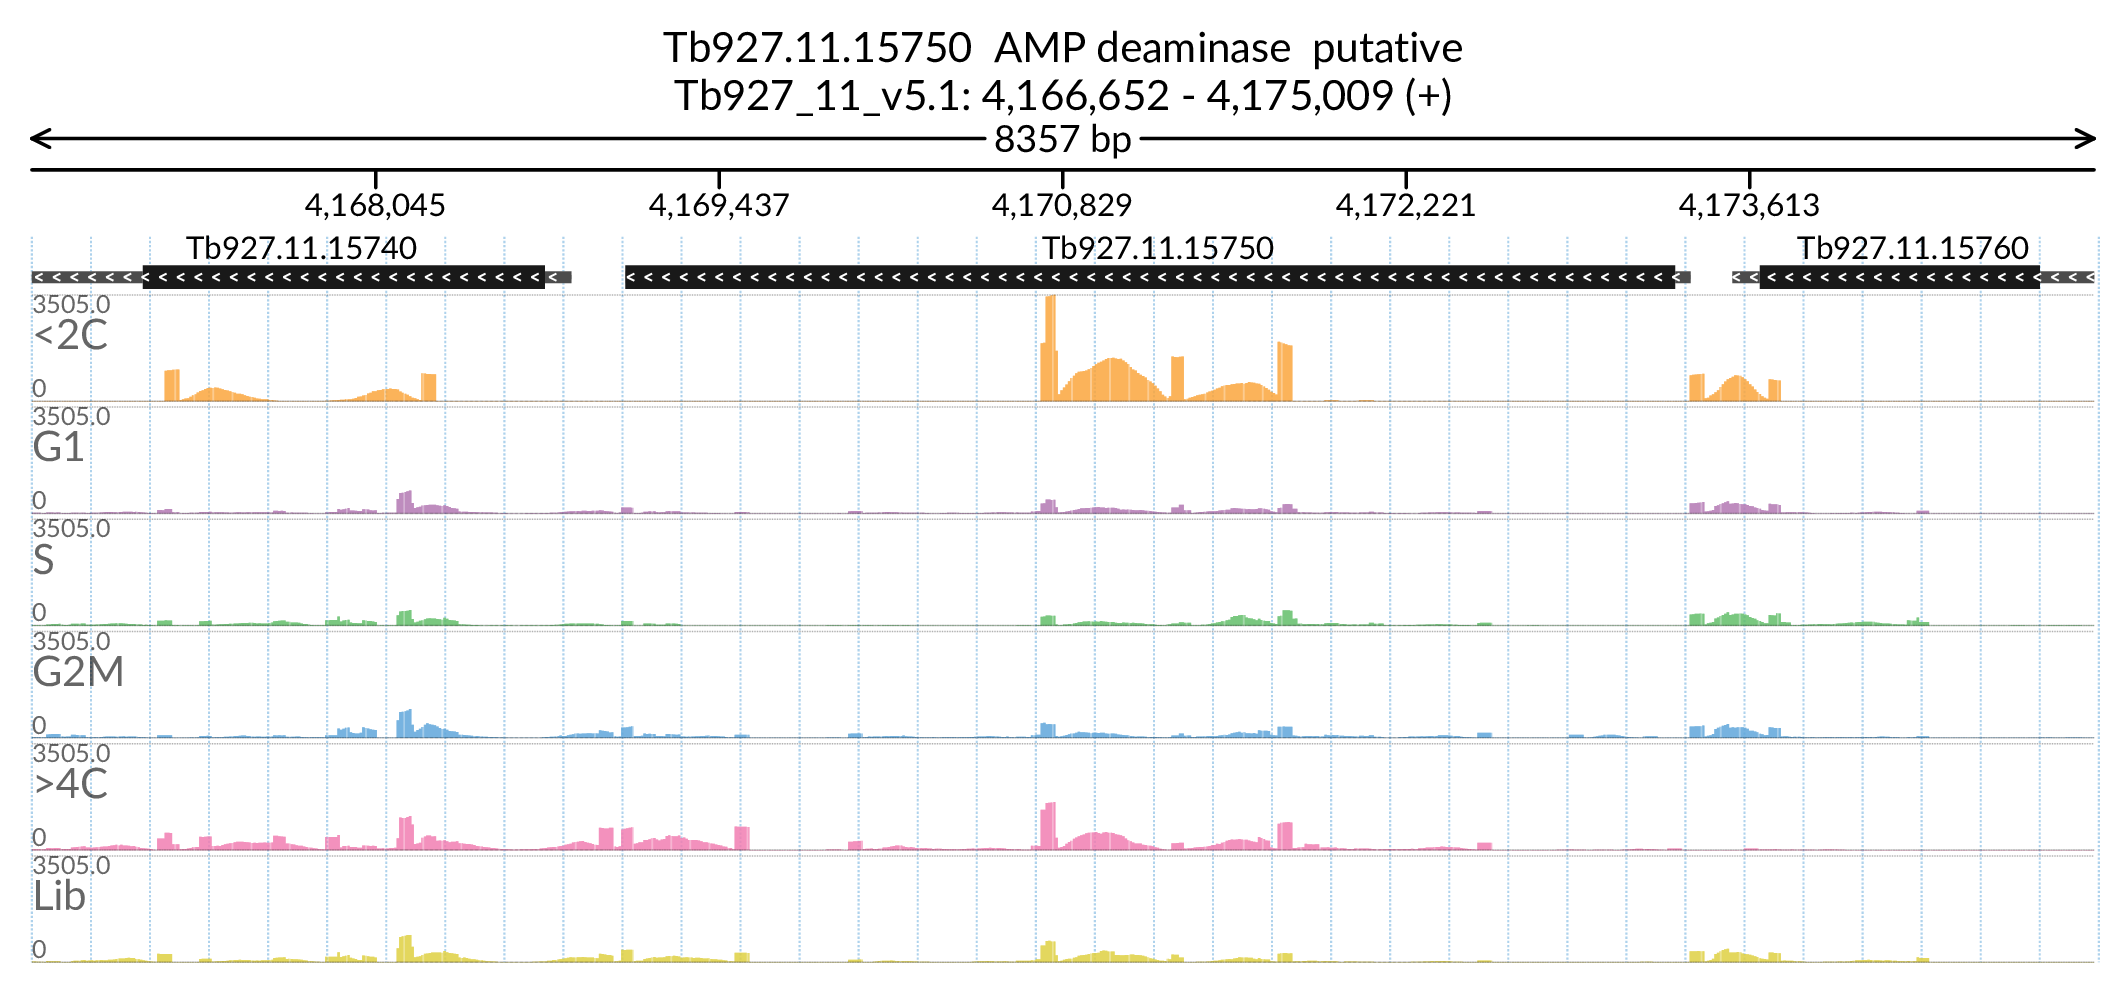 Tb927.11.15750  AMP deaminase  putative
Tb927_11_v5.1: 4,166,652 - 4,175,009 (+)
8357 bp
4,168,045 4,169,437 4,170,829 4,172,221 4,173,613
Tb927.11.15740 Tb927.11.15750 Tb927.11.15760
3505.0
<2C
0
3505.0
G1
0
3505.0
S
0
3505.0
G2M
0
3505.0
>4C
0
3505.0
Lib
0